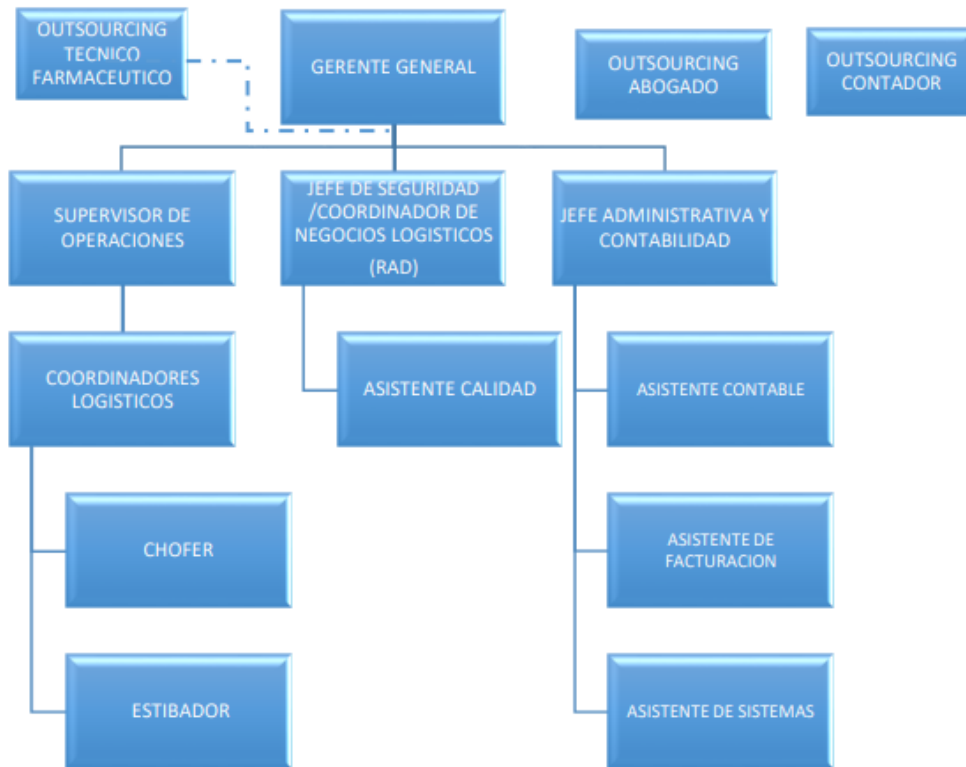 OUTSOURCING
TECNICO
FARMACEUTICO
GERENTE GENERAL
OUTSOURCING
ABOGADO
OUTSOURCING
CONTADOR
SUPERVISOR DE
OPERACIONES
JEFE DE SEGURIDAD
/COORDINADOR DE
NEGOCIOS LOGISTICOS
(RAD)
JEFE ADMINISTRATIVA Y
CONTABILIDAD
COORDINADORES
LOGISTICOS
ASISTENTE CALIDAD
ASISTENTE CONTABLE
CHOFER
ASISTENTE DE
FACTURACION
ESTIBADOR
ASISTENTE DE SISTEMAS